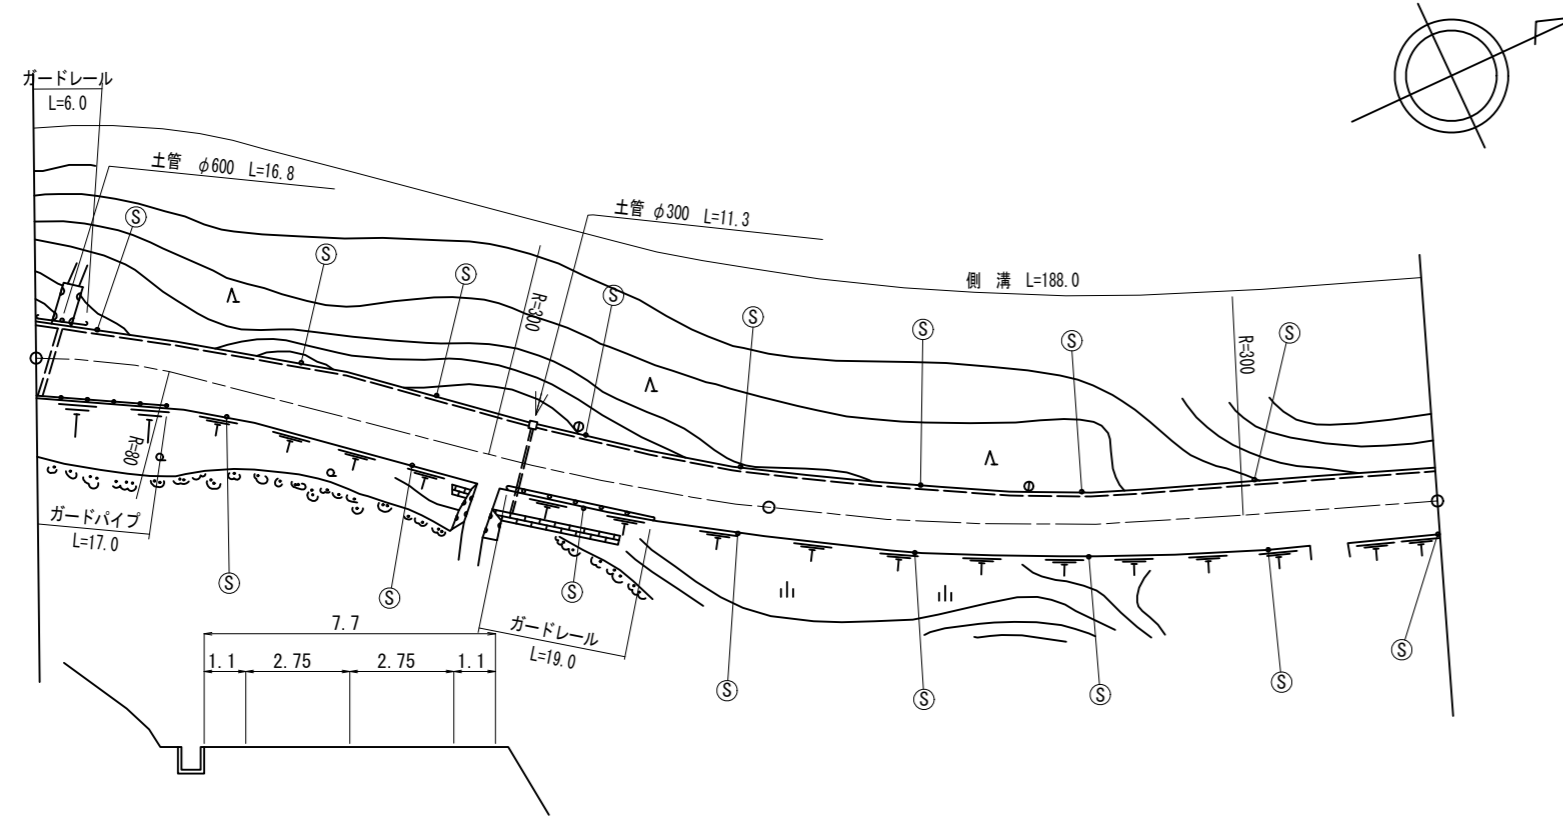 ガードレール
L=6.0
土管 φ600 L=16.8
土管 φ300 L=11.3
側 溝 L=188.0
S
S
S
S
S
S
S
S
R=300
R=300
R=80
ガードパイプ
L=17.0
S
S
S
ガードレール
L=19.0
S
S
S
S
S
7.7
1.1
2.75
2.75
1.1